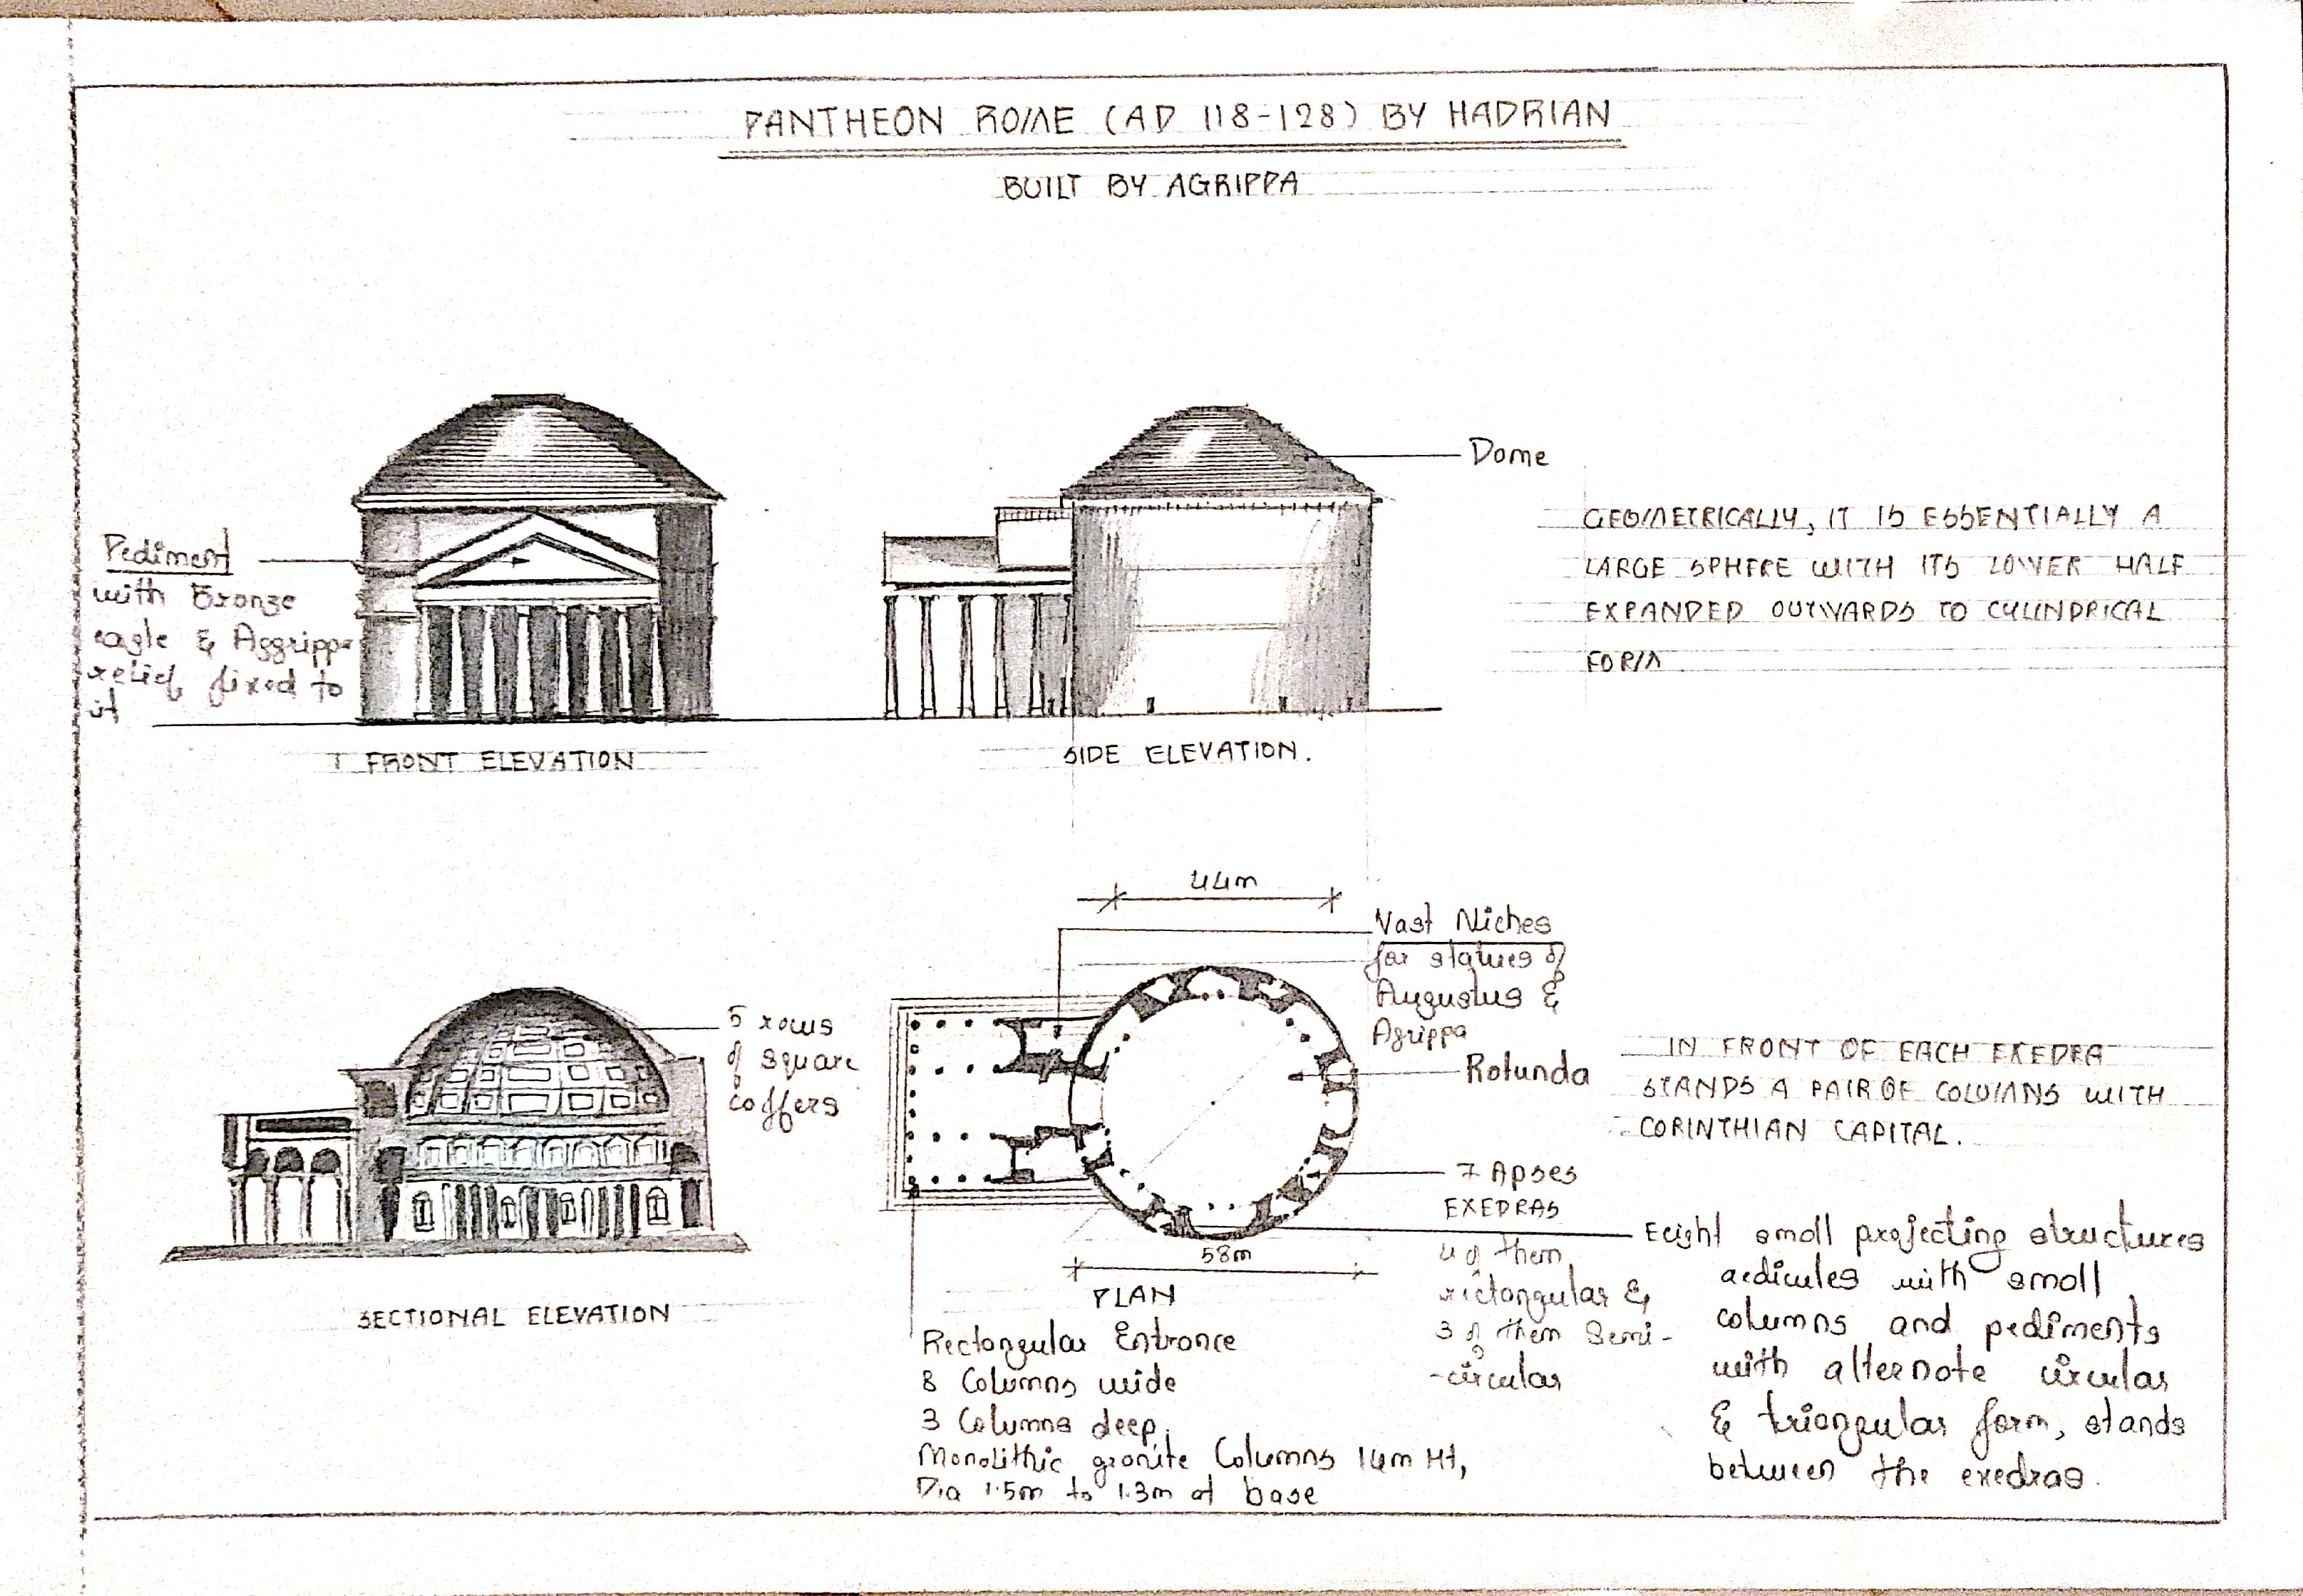 PANTHEON ROME (AD 118-128) BY HADRIAN
BUILT BY AGRIPPA
Pediment
with Bronze
eagle & Aggrippa
relief, fixed to
it
FRONT ELEVATION
Dome
SIDE ELEVATION.
GEOMETRICALLY, IT IS ESSENTIALLY A
LARGE SPHERE WITH ITS LOWER HALF
EXPANDED OUTWARDS TO CYLINDRICAL
FORM
5 rows
of square
coffers
SECTIONAL ELEVATION
44m
Vast Niches
for statues of
Augustus &
Agrippa
Rotunda
7 Apses
EXEDRAS
4 of them
rectangular &
3 of them Semi-
-circular
58m
PLAN
Rectangular Entrance
8 Columns wide
3 Columns deep.
Monolithic granite Columns 14m Ht,
Dia 1.5m to 1.3m at base
IN FRONT OF EACH EXEDRA
STANDS A PAIR OF COLUMNS WITH
CORINTHIAN CAPITAL.
Eeight small projecting structures
aedicules with small
columns and pediments
with alternate circular
& triangular form, stands
between the exedras.